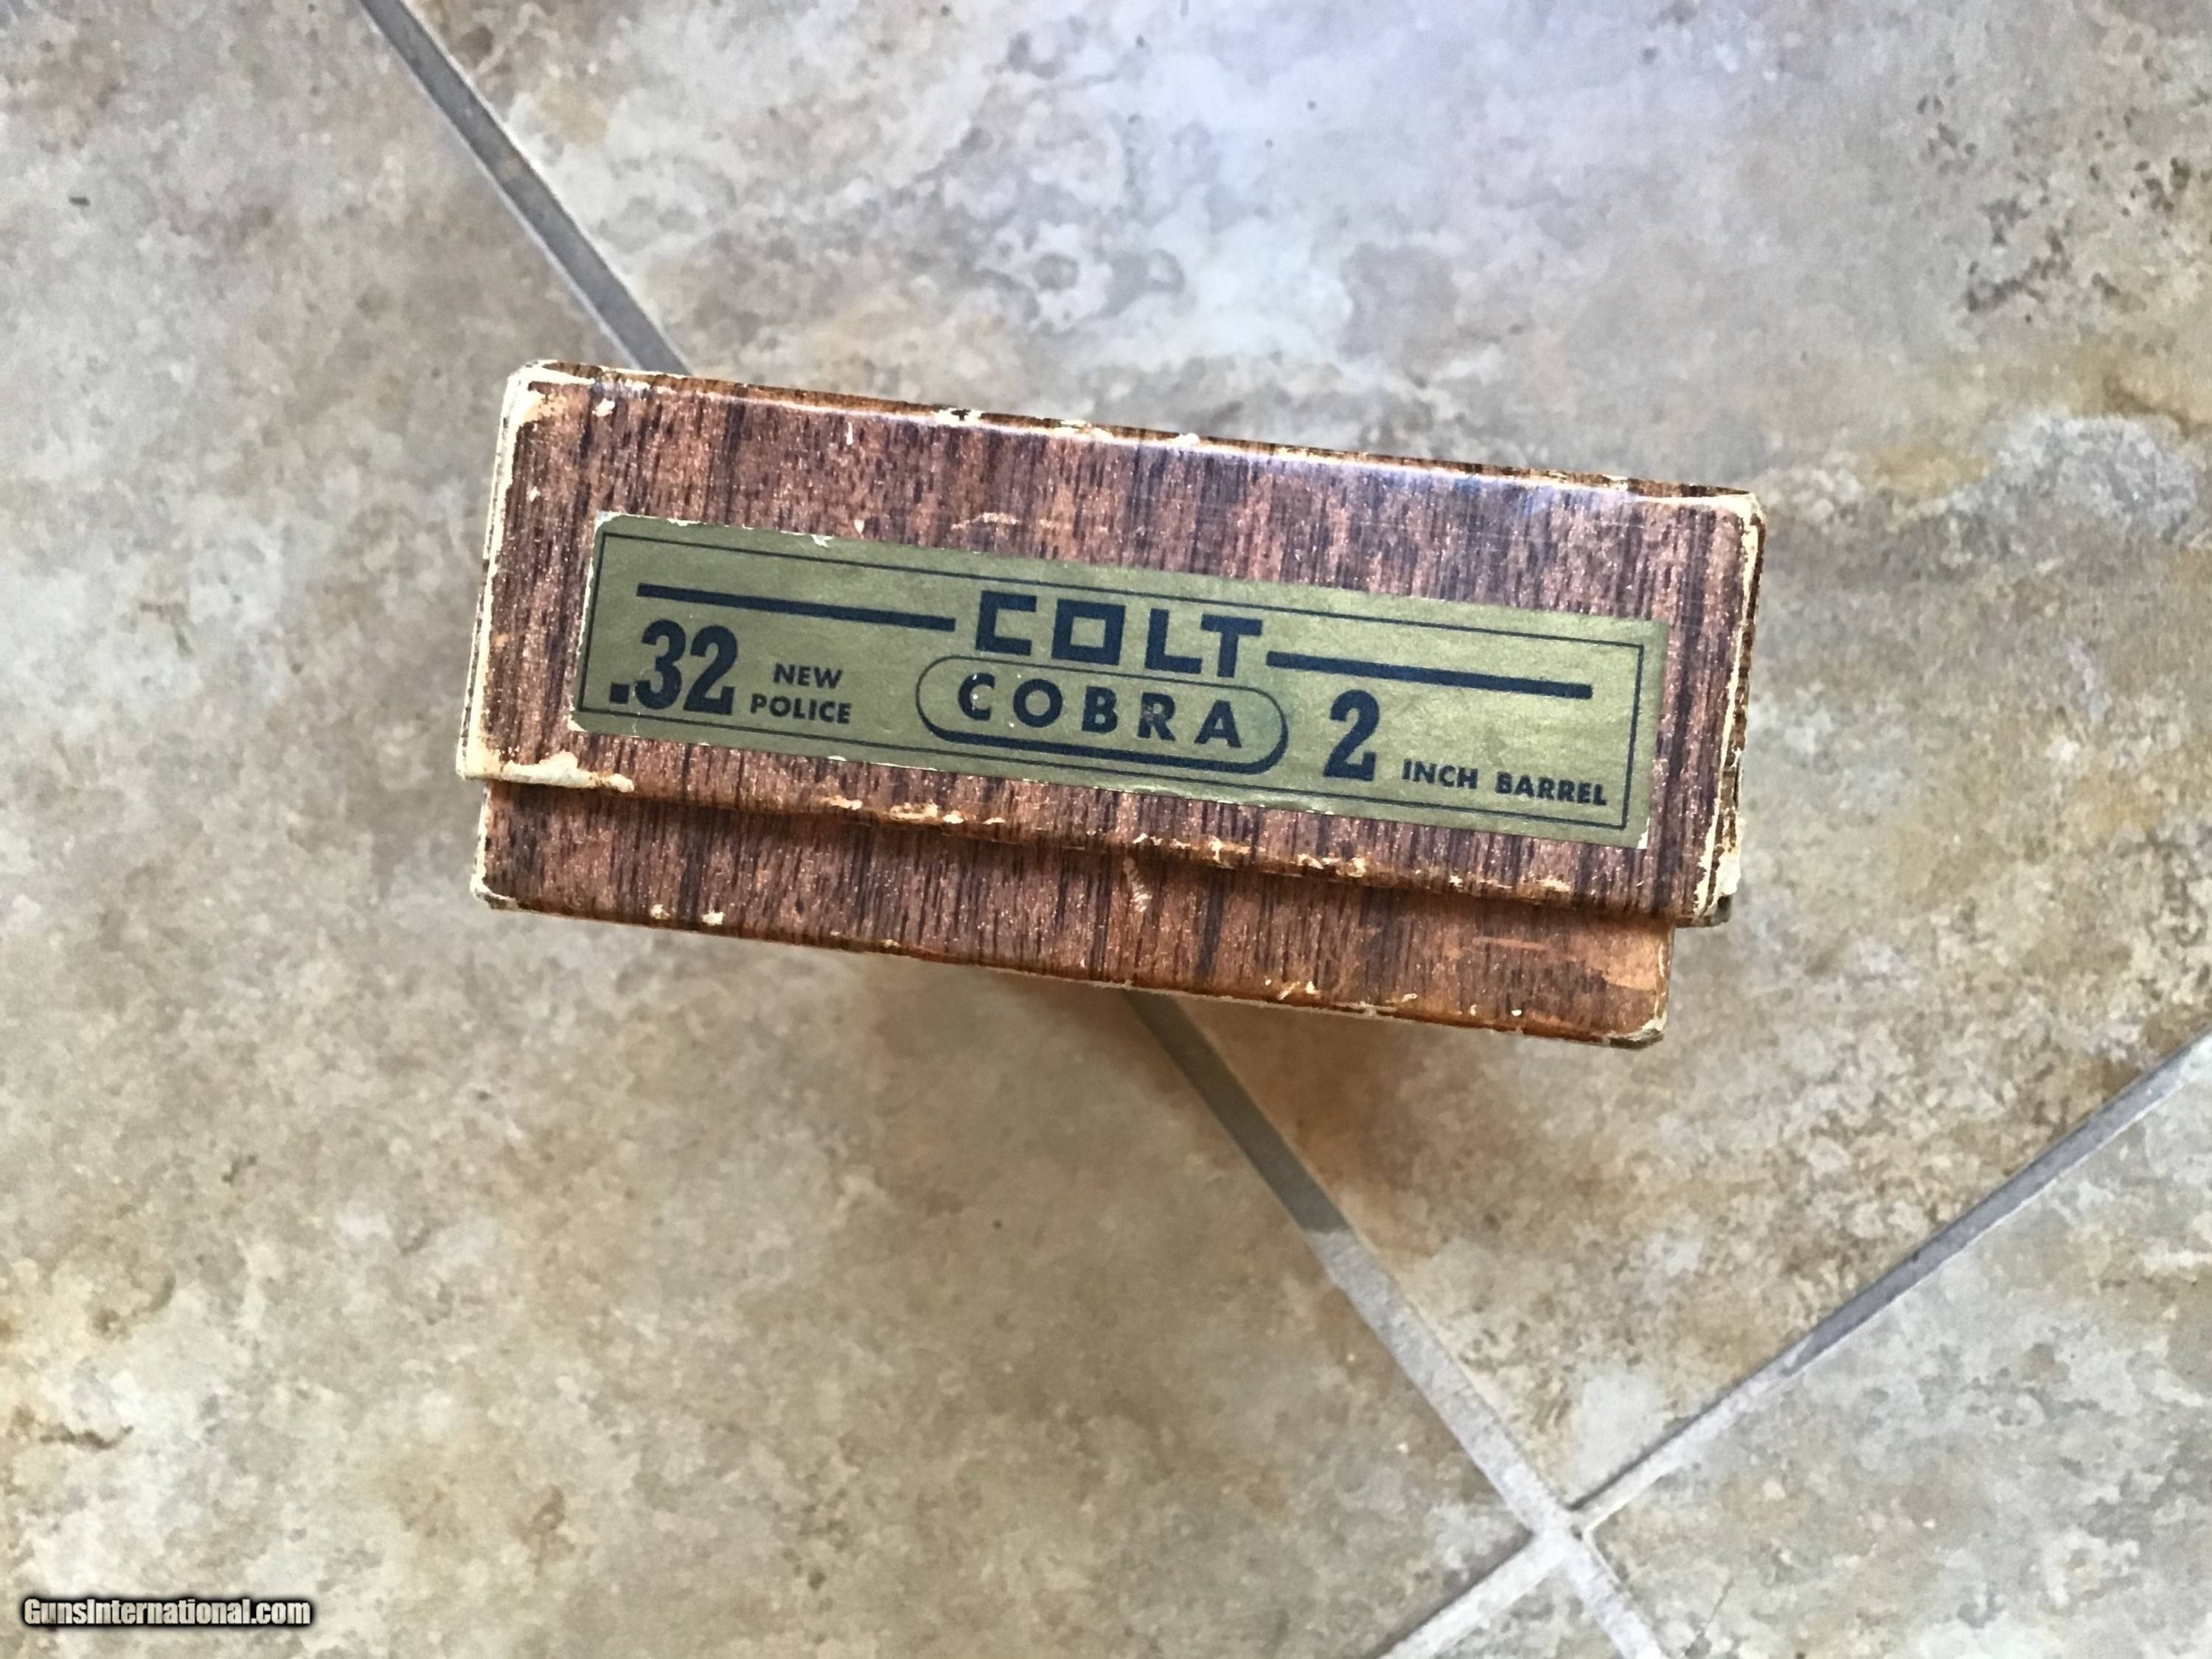 COLT
.32 NEW POLICE
COBRA
2 INCH BARREL
GunsInternational.com